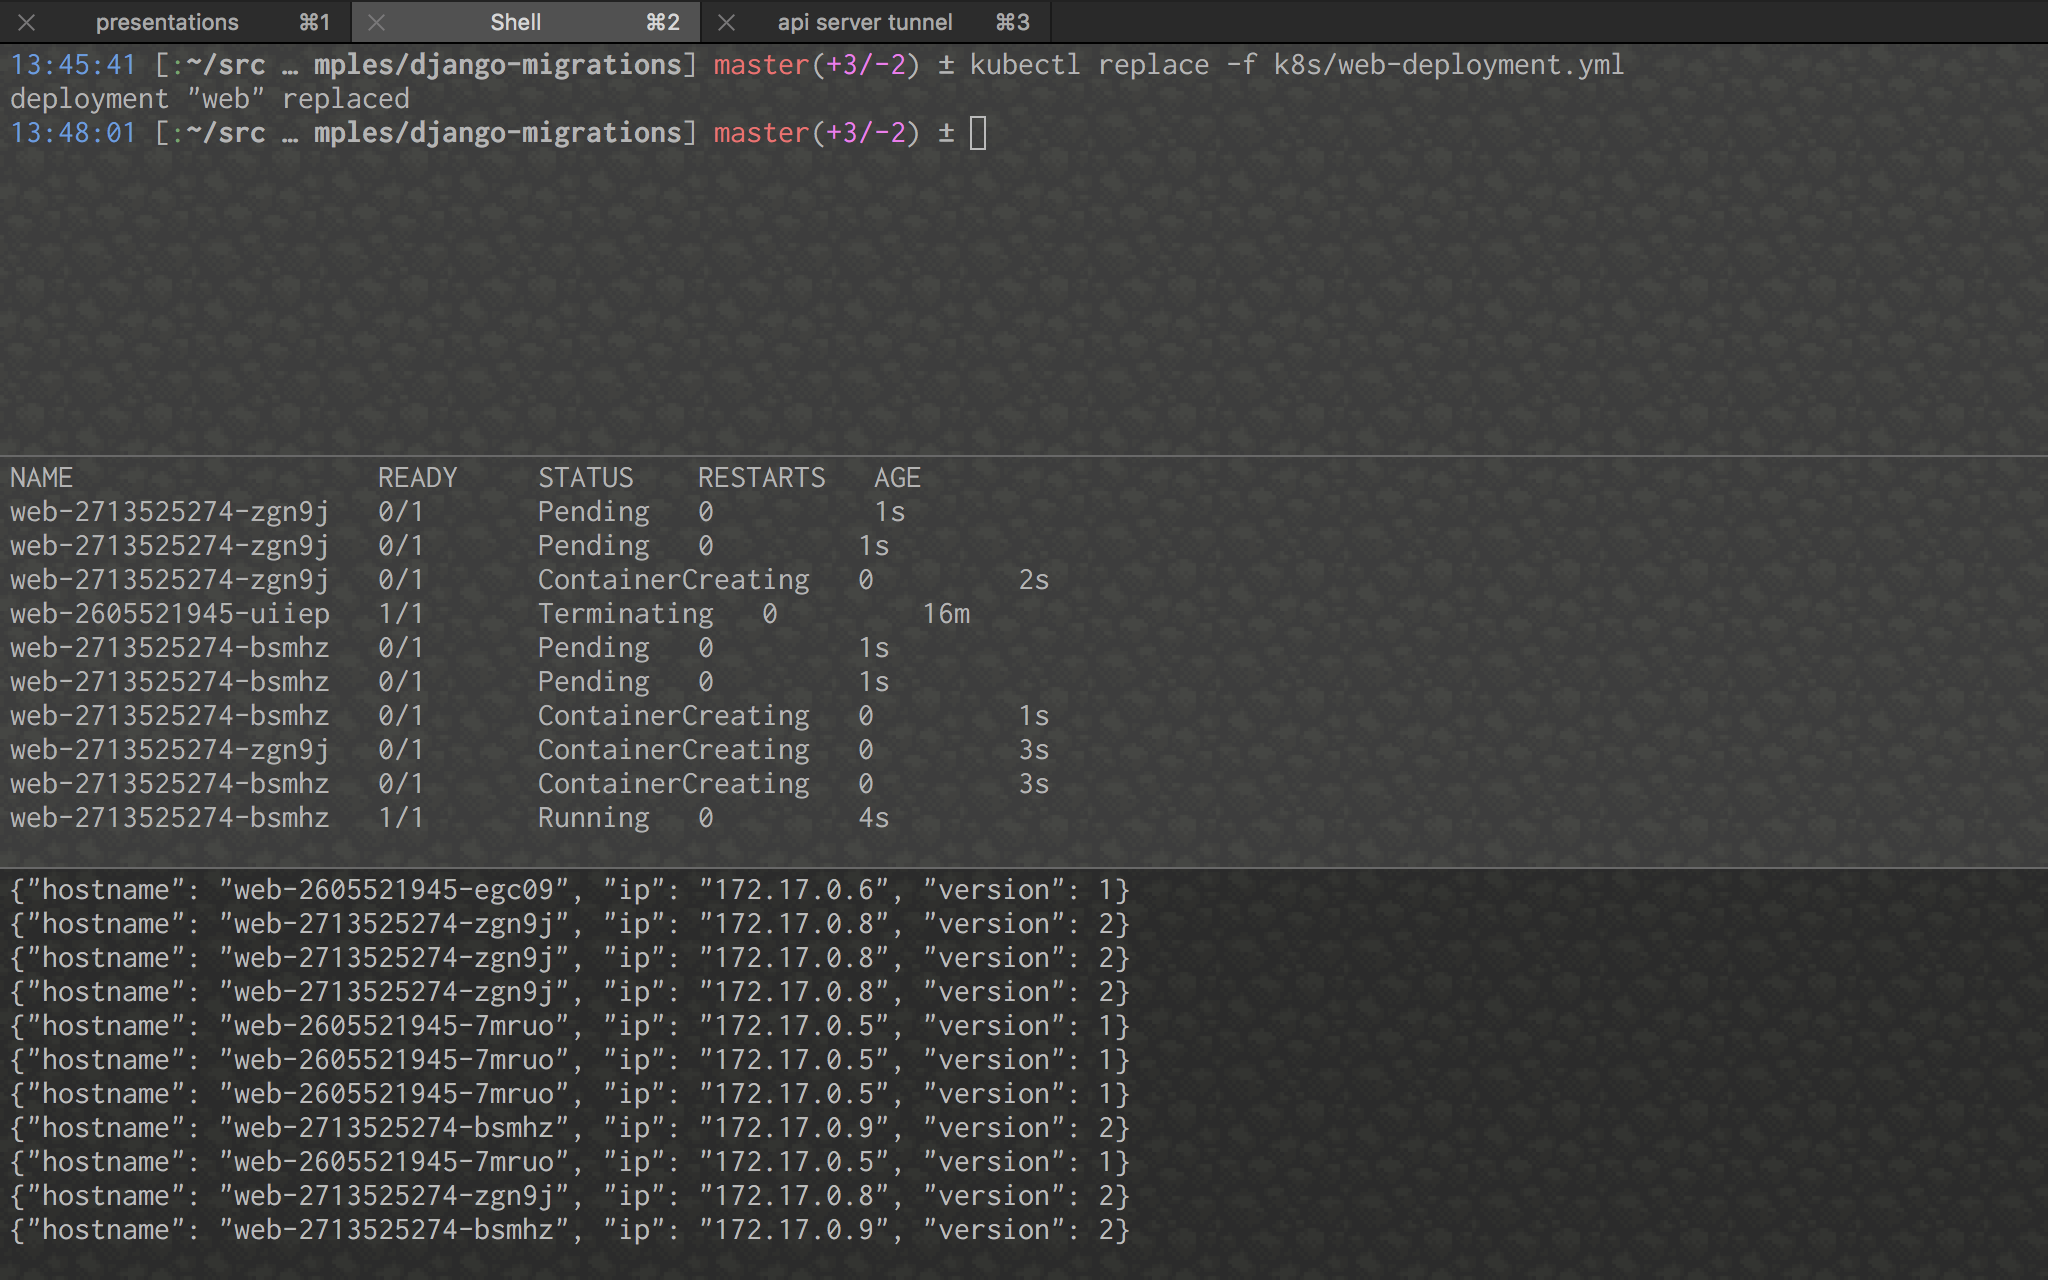 presentations ⌘1 Shell ⌘2 api server tunnel ⌘3
13:45:41 [:~/src … mples/django-migrations] master(+3/-2) ± kubectl replace -f k8s/web-deployment.yml
deployment "web" replaced
13:48:01 [:~/src … mples/django-migrations] master(+3/-2) ±
NAME READY STATUS RESTARTS AGE
web-2713525274-zgn9j 0/1 Pending 0 1s
web-2713525274-zgn9j 0/1 Pending 0 1s
web-2713525274-zgn9j 0/1 ContainerCreating 0 2s
web-2605521945-uiiep 1/1 Terminating 0 16m
web-2713525274-bsmhz 0/1 Pending 0 1s
web-2713525274-bsmhz 0/1 Pending 0 1s
web-2713525274-bsmhz 0/1 ContainerCreating 0 1s
web-2713525274-zgn9j 0/1 ContainerCreating 0 3s
web-2713525274-bsmhz 0/1 ContainerCreating 0 3s
web-2713525274-bsmhz 1/1 Running 0 4s
{"hostname": "web-2605521945-egc09", "ip": "172.17.0.6", "version": 1}
{"hostname": "web-2713525274-zgn9j", "ip": "172.17.0.8", "version": 2}
{"hostname": "web-2713525274-zgn9j", "ip": "172.17.0.8", "version": 2}
{"hostname": "web-2713525274-zgn9j", "ip": "172.17.0.8", "version": 2}
{"hostname": "web-2605521945-7mruo", "ip": "172.17.0.5", "version": 1}
{"hostname": "web-2605521945-7mruo", "ip": "172.17.0.5", "version": 1}
{"hostname": "web-2605521945-7mruo", "ip": "172.17.0.5", "version": 1}
{"hostname": "web-2713525274-bsmhz", "ip": "172.17.0.9", "version": 2}
{"hostname": "web-2605521945-7mruo", "ip": "172.17.0.5", "version": 1}
{"hostname": "web-2713525274-zgn9j", "ip": "172.17.0.8", "version": 2}
{"hostname": "web-2713525274-bsmhz", "ip": "172.17.0.9", "version": 2}